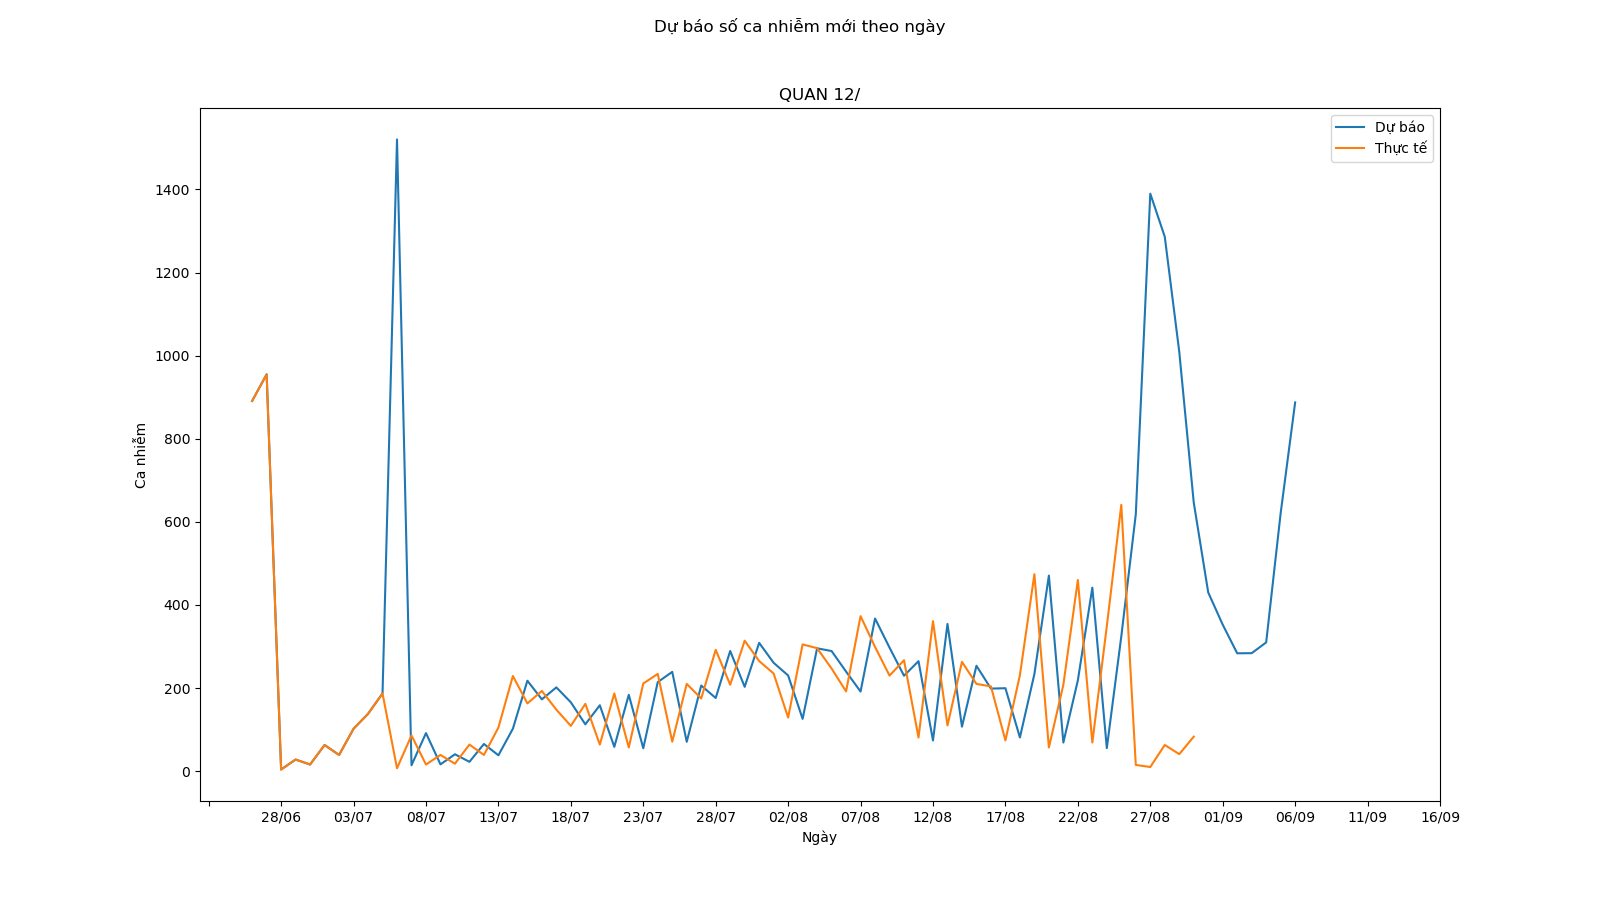 Dự báo số ca nhiễm mới theo ngày
QUAN 12/
Dự báo
Thực tế
1400
1200
1000
800
600
400
200
0
Ca nhiễm
28/06 03/07 08/07 13/07 18/07 23/07 28/07 02/08 07/08 12/08 17/08 22/08 27/08 01/09 06/09 11/09 16/09
Ngày